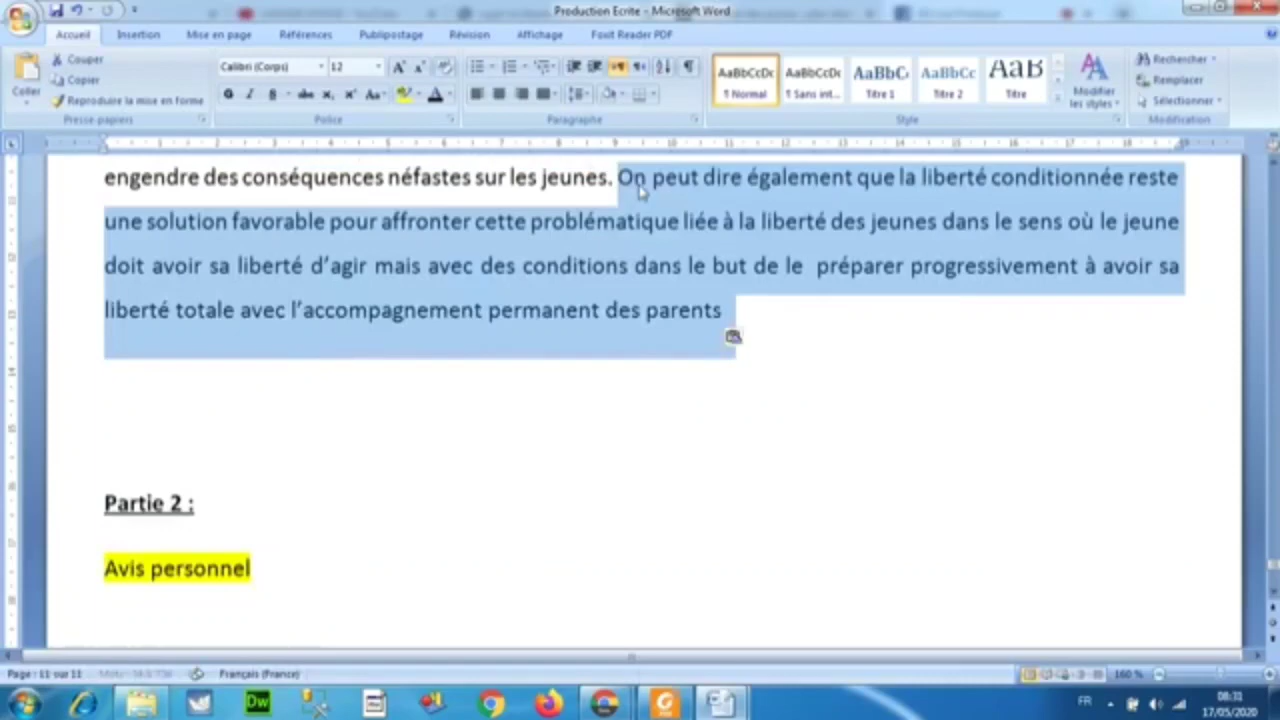 Production Ecrite - Microsoft Word
Accueil Insertion Mise en page Références Publipostage Révision Affichage Foxit Reader PDF
Coller
Couper
Copier
Reproduire la mise en forme
Presse-papiers
Calibri (Corps) 12
Police
Paragraphe
AaBbCcDc AaBbCcDc AaBbC AaBbCc AaB
¶ Normal ¶ Sans int... Titre 1 Titre 2 Titre
Modifier les styles
Style
Rechercher
Remplacer
Sélectionner
Modification
engendre des conséquences néfastes sur les jeunes. On peut dire également que la liberté conditionnée reste
une solution favorable pour affronter cette problématique liée à la liberté des jeunes dans le sens où le jeune
doit avoir sa liberté d’agir mais avec des conditions dans le but de le préparer progressivement à avoir sa
liberté totale avec l’accompagnement permanent des parents
Partie 2 :
Avis personnel
Page : 11 sur 11 Français (France) 160 %
FR 08:31
17/05/2020